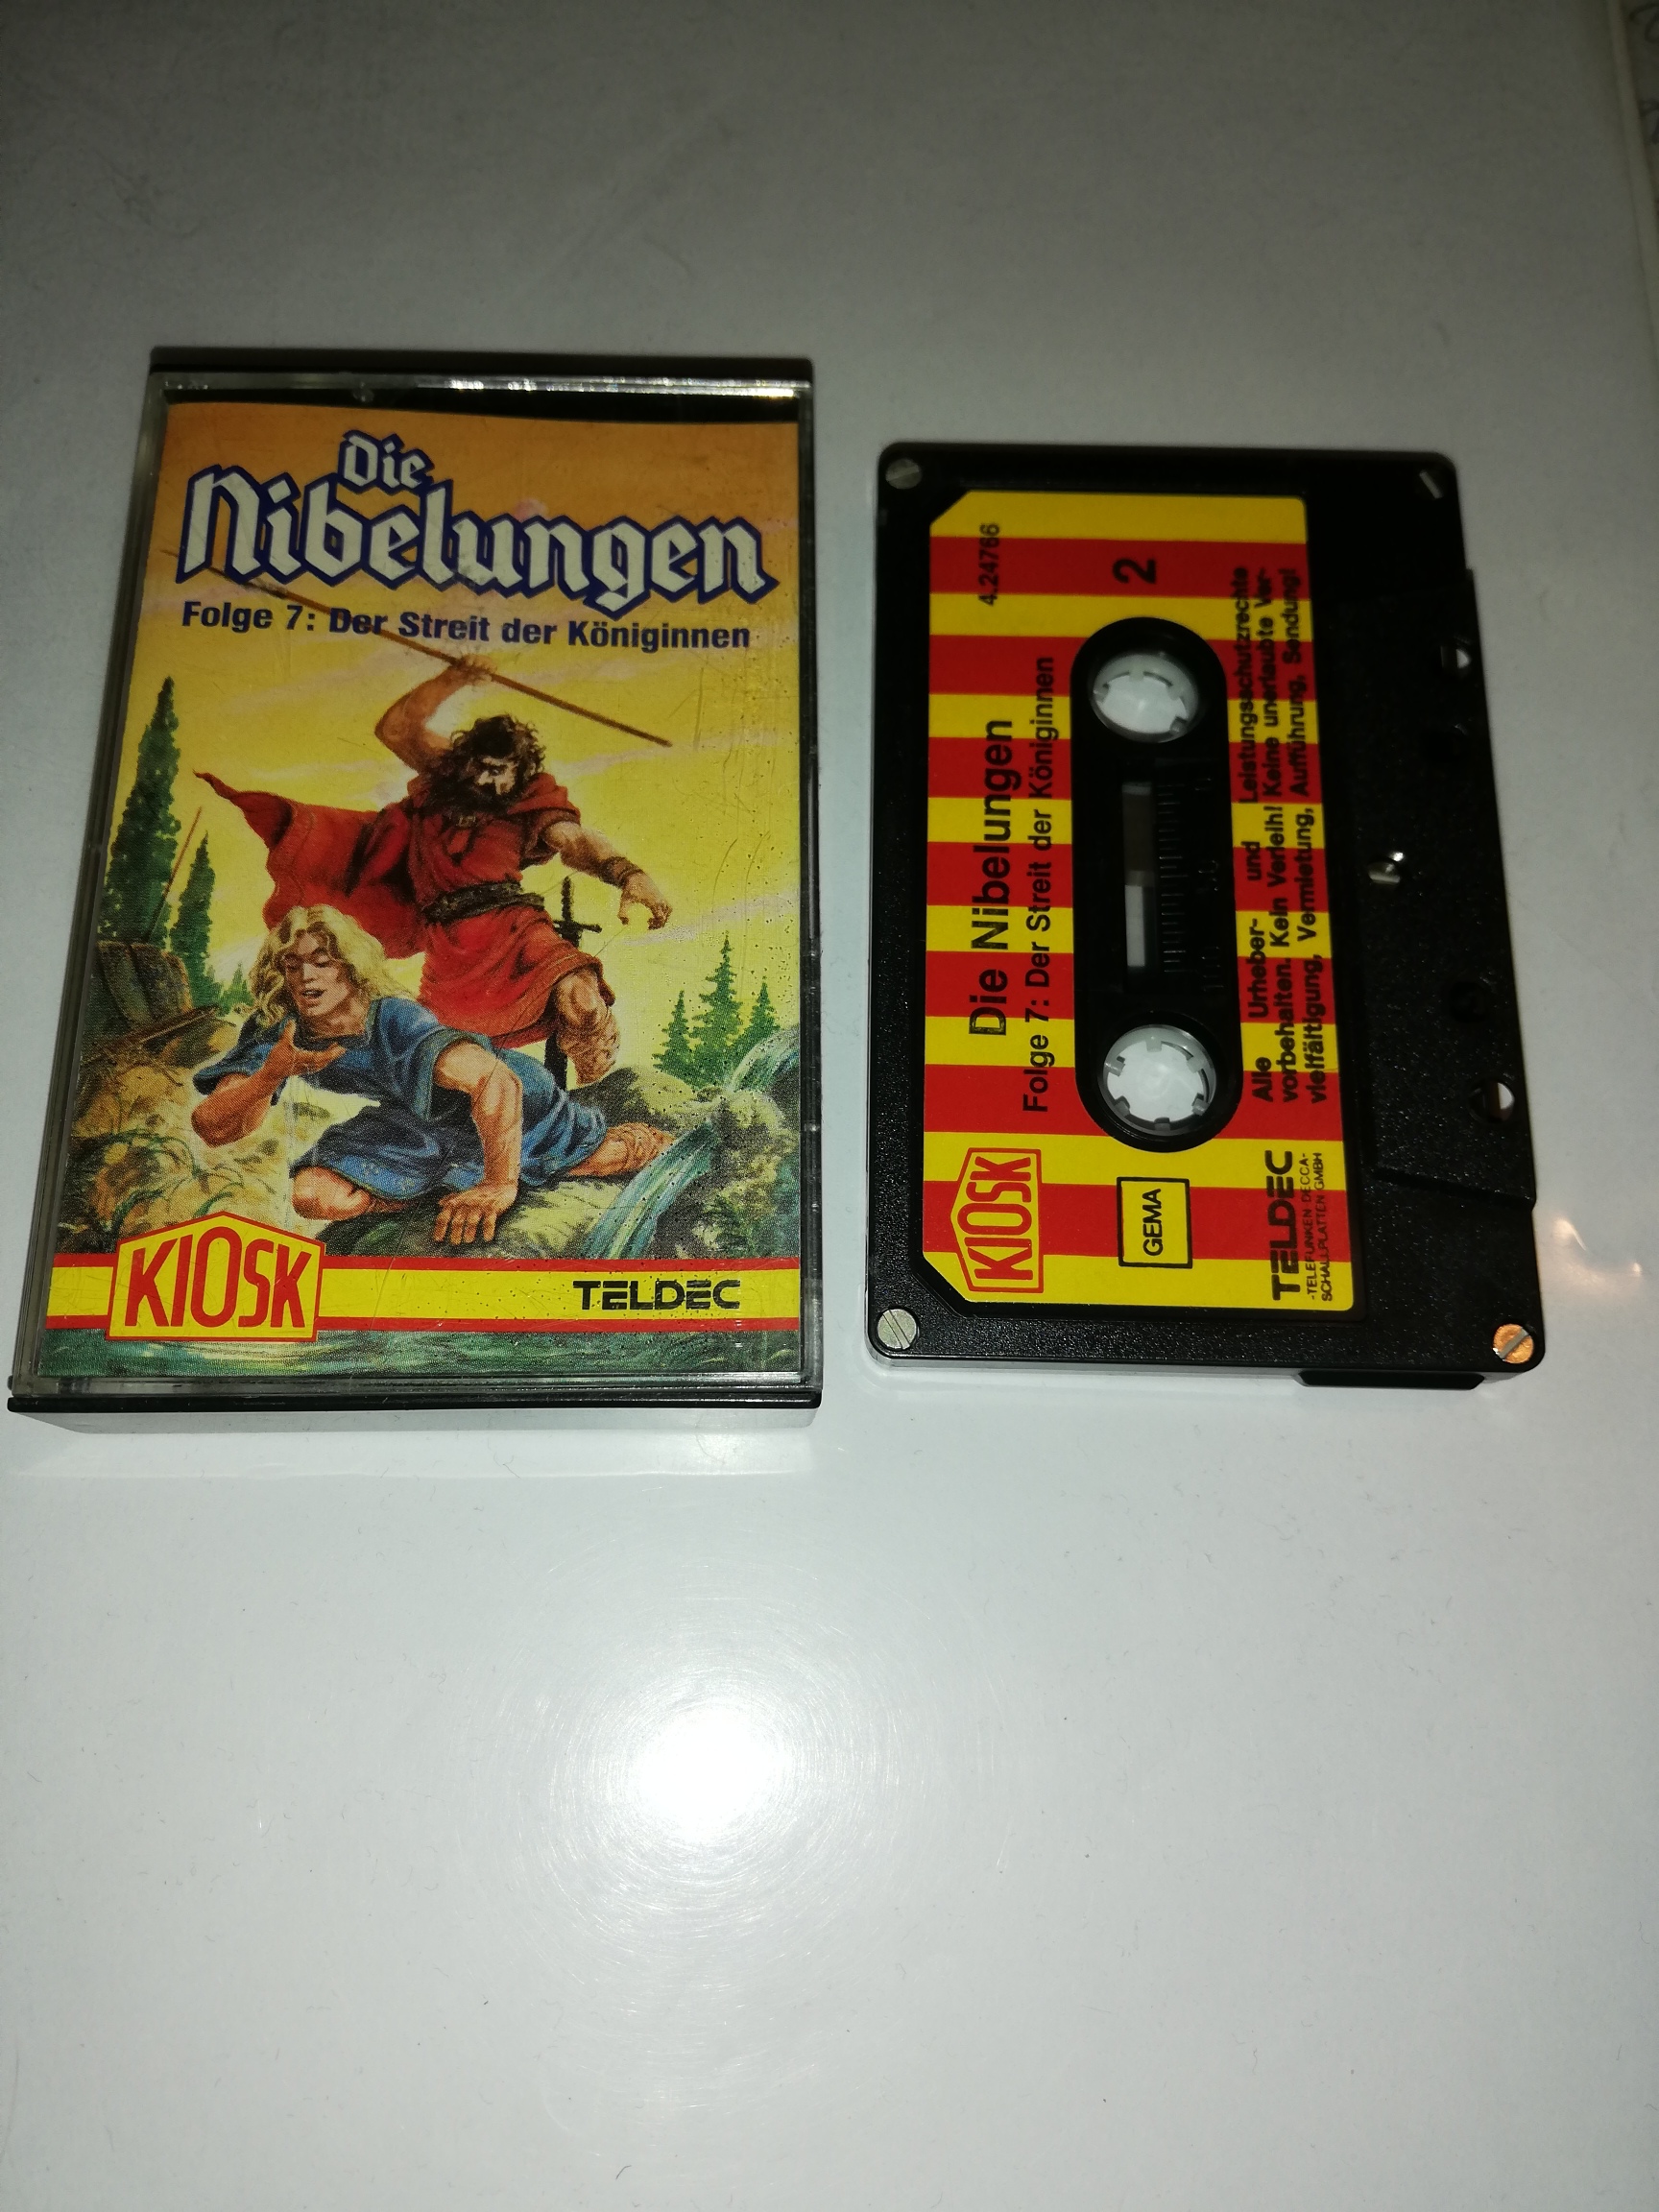 Die
Nibelungen
Folge 7: Der Streit der Königinnen
KIOSK
TELDEC
KIOSK
4.24766
Die Nibelungen
Folge 7: Der Streit der Königinnen
2
GEMA
Alle Urheber- und Leistungsschutzrechte
vorbehalten. Kein Verleih! Keine unerlaubte Ver-
vielfältigung, Vermietung, Aufführung, Sendung!
TELDEC
-TELEFUNKEN-DECCA-
SCHALLPLATTEN GMBH